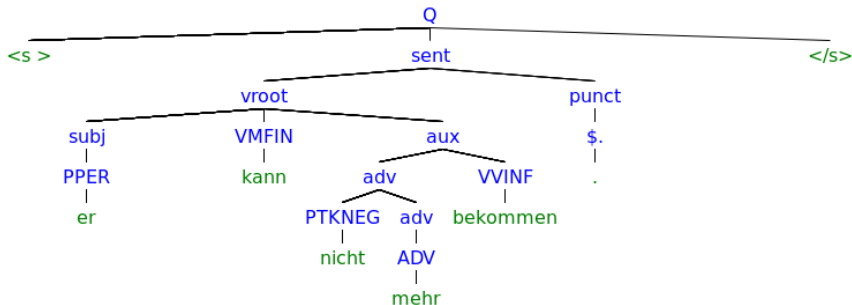 Q
<s > </s>
sent
vroot punct
subj VMFIN aux $.
PPER kann adv VVINF .
er PTKNEG adv bekommen
nicht ADV
mehr